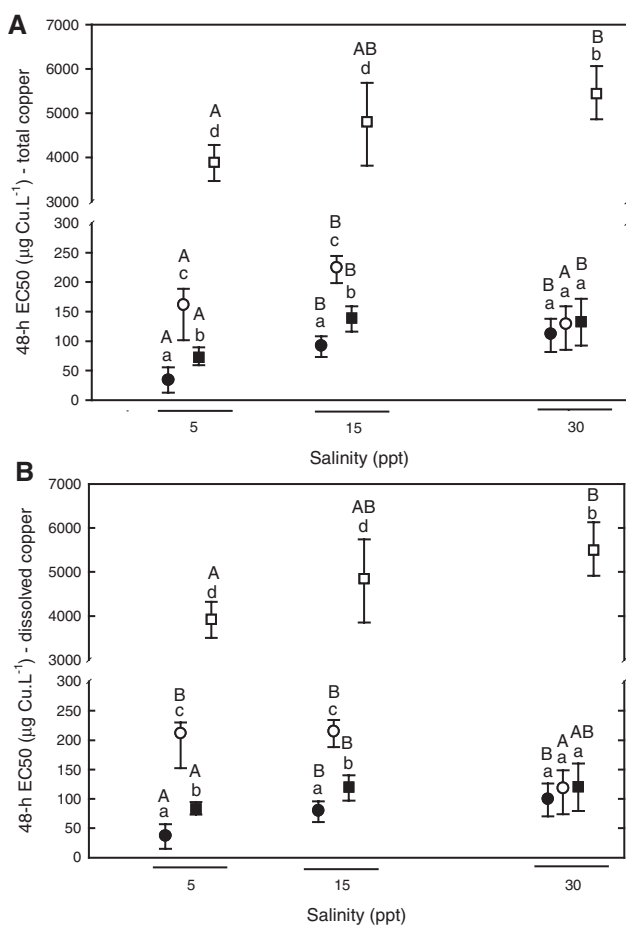 A
48-h EC50 (µg Cu.L⁻¹) - total copper
7000
6000
5000
4000
3000
300
250
200
150
100
50
0
A
d
AB
d
B
b
A
c
A
b
A
a
B
c
B
b
B
a
B
a
A
a
B
a
5
15
30
Salinity (ppt)
B
48-h EC50 (µg Cu.L⁻¹) - dissolved copper
7000
6000
5000
4000
3000
300
250
200
150
100
50
0
A
d
AB
d
B
b
B
c
A
b
A
a
B
c
B
b
B
a
B
a
A
a
AB
a
5
15
30
Salinity (ppt)